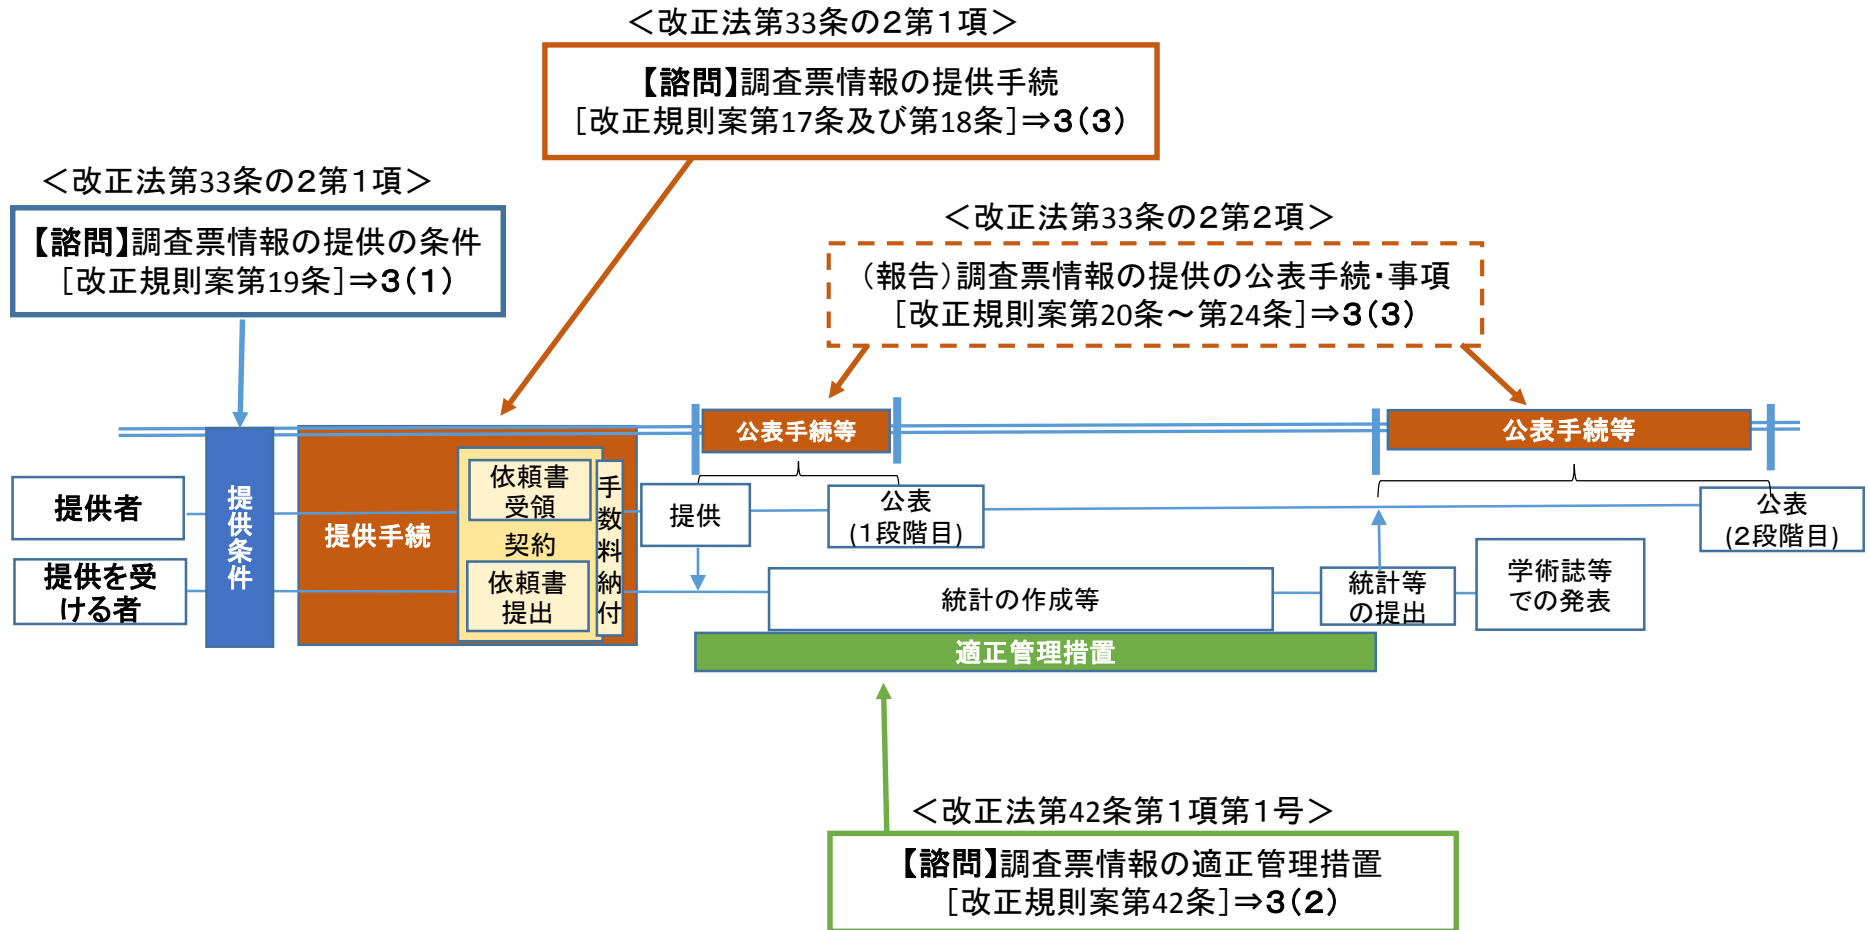 ＜改正法第33条の２第１項＞
【諮問】調査票情報の提供手続
［改正規則案第17条及び第18条］⇒３（３）
＜改正法第33条の２第１項＞
【諮問】調査票情報の提供の条件
［改正規則案第19条］⇒３（１）
＜改正法第33条の２第２項＞
（報告）調査票情報の提供の公表手続・事項
［改正規則案第20条～第24条］⇒３（３）
公表手続等
公表手続等
提供者
提供を受
ける者
提供条件
提供手続
依頼書
受領
契約
依頼書
提出
手数料納付
提供
公表
(１段階目)
統計の作成等
統計等
の提出
学術誌等
での発表
公表
(２段階目)
適正管理措置
＜改正法第42条第１項第１号＞
【諮問】調査票情報の適正管理措置
［改正規則案第42条］⇒３（２）